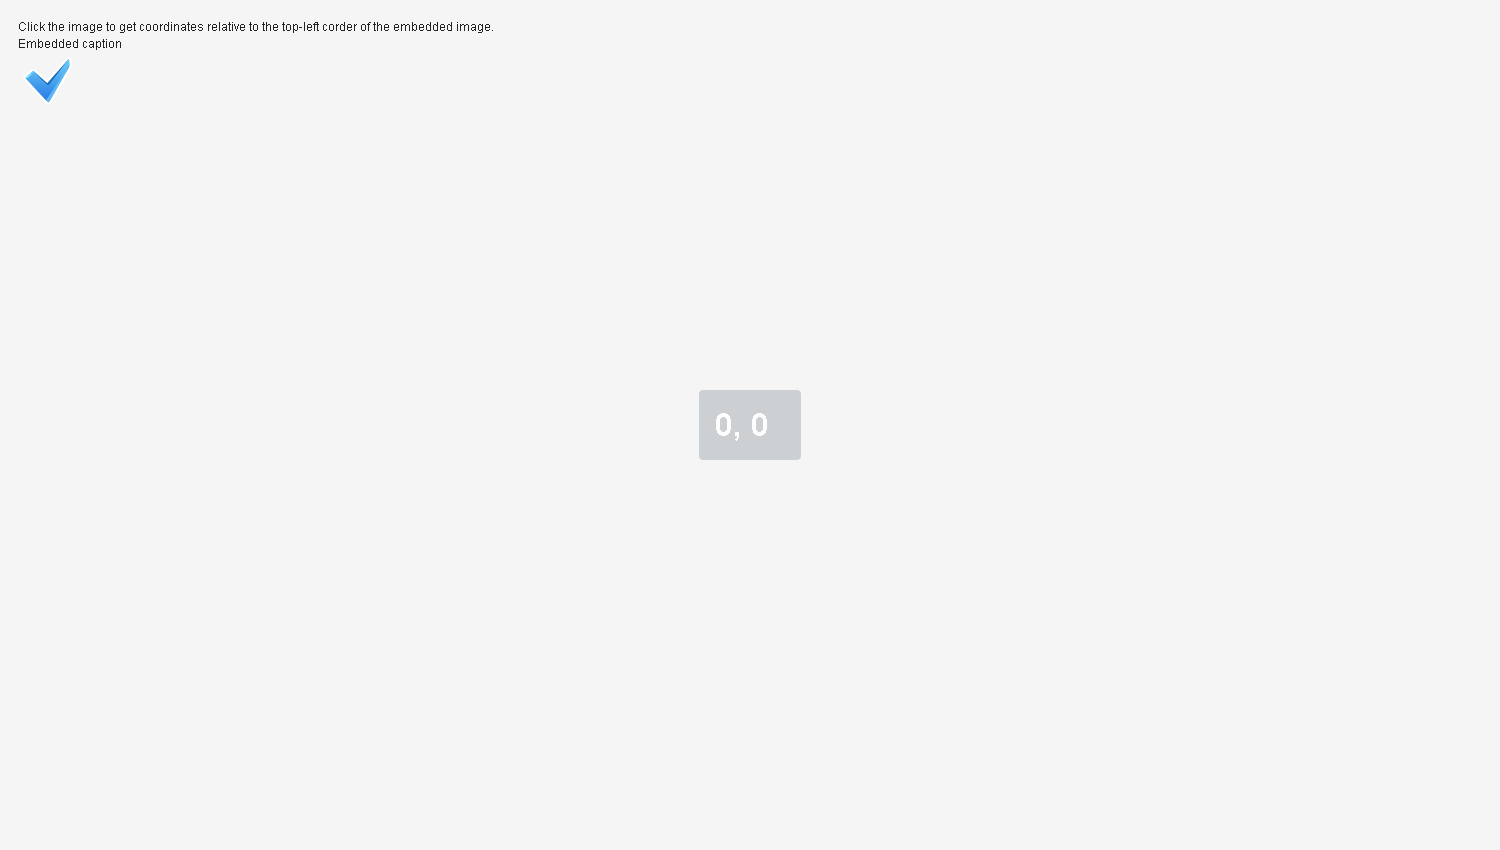 Click the image to get coordinates relative to the top-left corder of the embedded image.
Embedded caption
0, 0